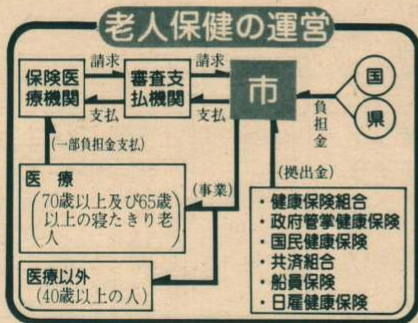 老人保健の運営
保険医
療機関
請求
支払
審査支
払機関
請求
支払
市
負担金
国
県
(一部負担金支払)
医療
(70歳以上及び65歳
以上の寝たきり老
人)
(事業)
医療以外
(40歳以上の人)
(拠出金)
・健康保険組合
・政府管掌健康保険
・国民健康保険
・共済組合
・船員保険
・日雇健康保険